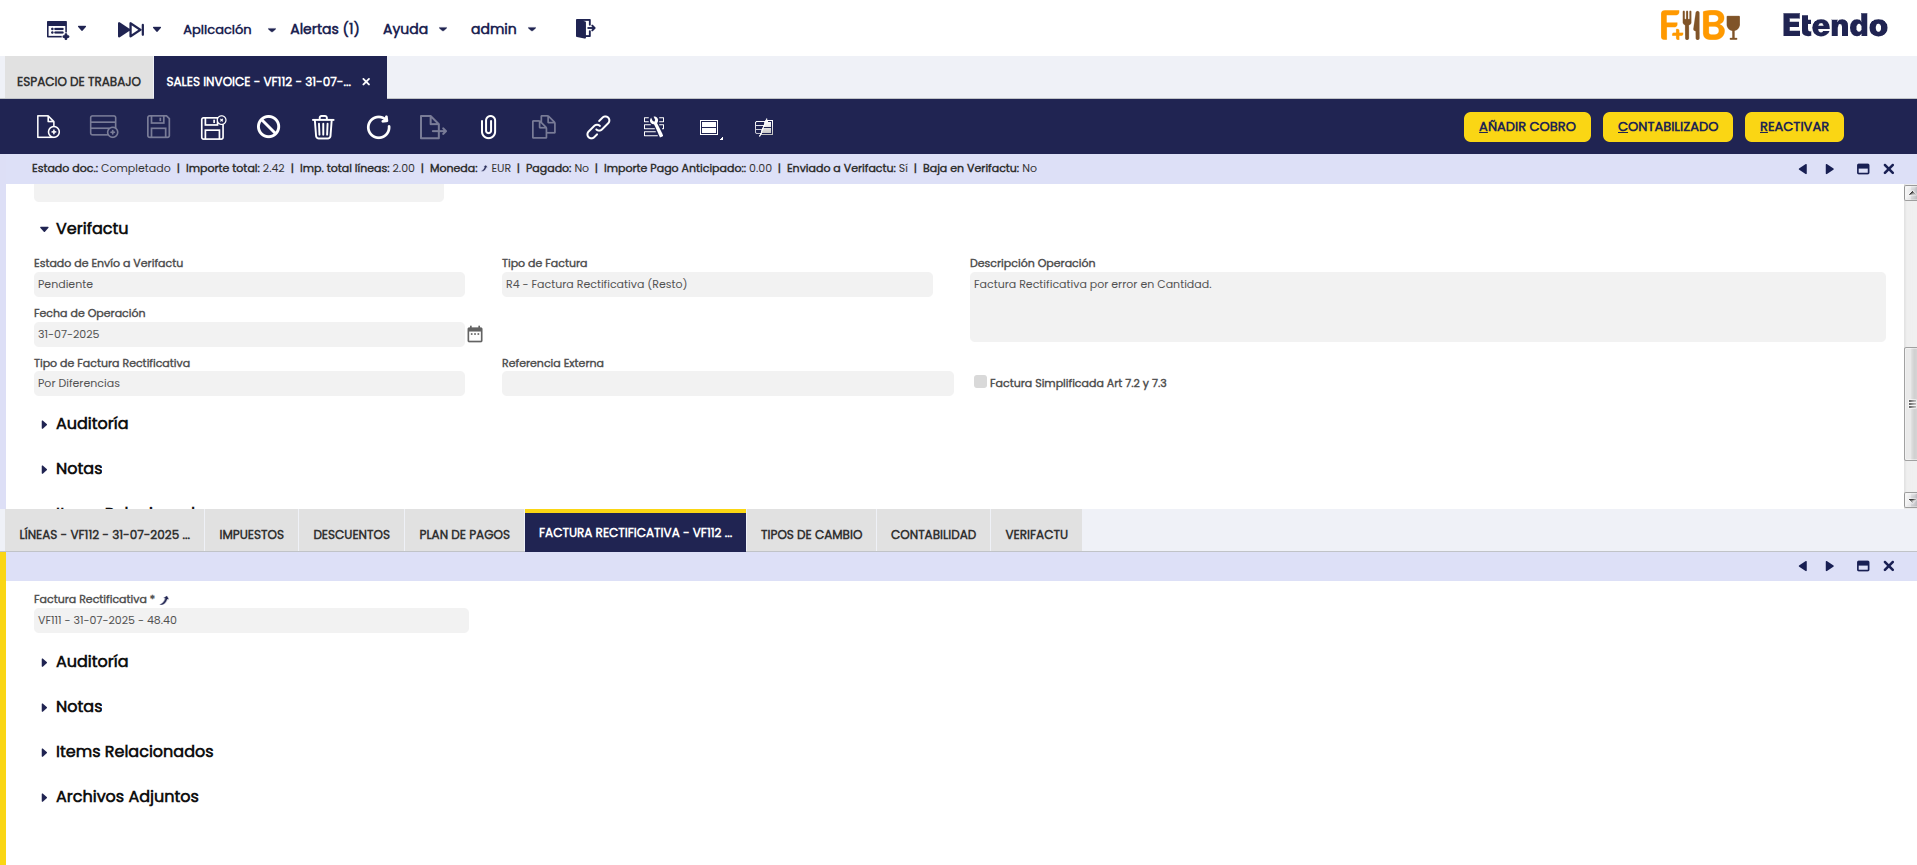 Aplicación Alertas (1) Ayuda admin F+B Etendo
ESPACIO DE TRABAJO SALES INVOICE - VF112 - 31-07-...
AÑADIR COBRO CONTABILIZADO REACTIVAR
Estado doc.: Completado | Importe total: 2.42 | Imp. total líneas: 2.00 | Moneda: EUR | Pagado: No | Importe Pago Anticipado:: 0.00 | Enviado a Verifactu: Sí | Baja en Verifactu: No
Verifactu
Estado de Envío a Verifactu Tipo de Factura Descripción Operación
Pendiente R4 - Factura Rectificativa (Resto) Factura Rectificativa por error en Cantidad.
Fecha de Operación
31-07-2025
Tipo de Factura Rectificativa Referencia Externa
Por Diferencias Factura Simplificada Art 7.2 y 7.3
Auditoría
Notas
LÍNEAS - VF112 - 31-07-2025 ... IMPUESTOS DESCUENTOS PLAN DE PAGOS FACTURA RECTIFICATIVA - VF112 ... TIPOS DE CAMBIO CONTABILIDAD VERIFACTU
Factura Rectificativa *
VF111 - 31-07-2025 - 48.40
Auditoría
Notas
Items Relacionados
Archivos Adjuntos